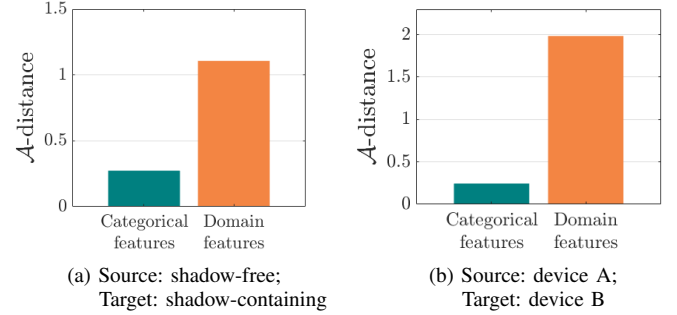 1.5
1
0.5
0
𝒜-distance
Categorical features
Domain features
(a) Source: shadow-free;
Target: shadow-containing
2
1.5
1
0.5
0
𝒜-distance
Categorical features
Domain features
(b) Source: device A;
Target: device B